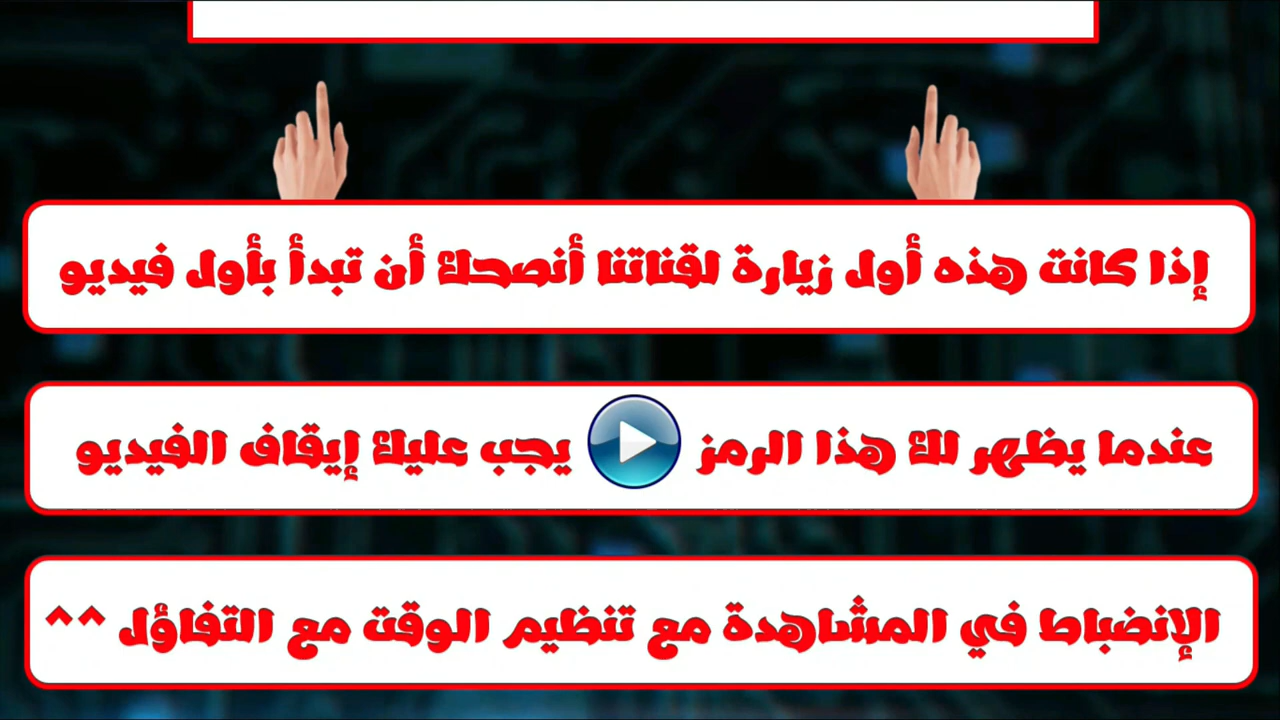 إذا كانت هذه أول زيارة لقناتنا أنصحك أن تبدأ بأول فيديو
عندما يظهر لك هذا الرمز يجب عليك إيقاف الفيديو
الإنضباط في المشاهدة مع تنظيم الوقت مع التفاؤل ^^